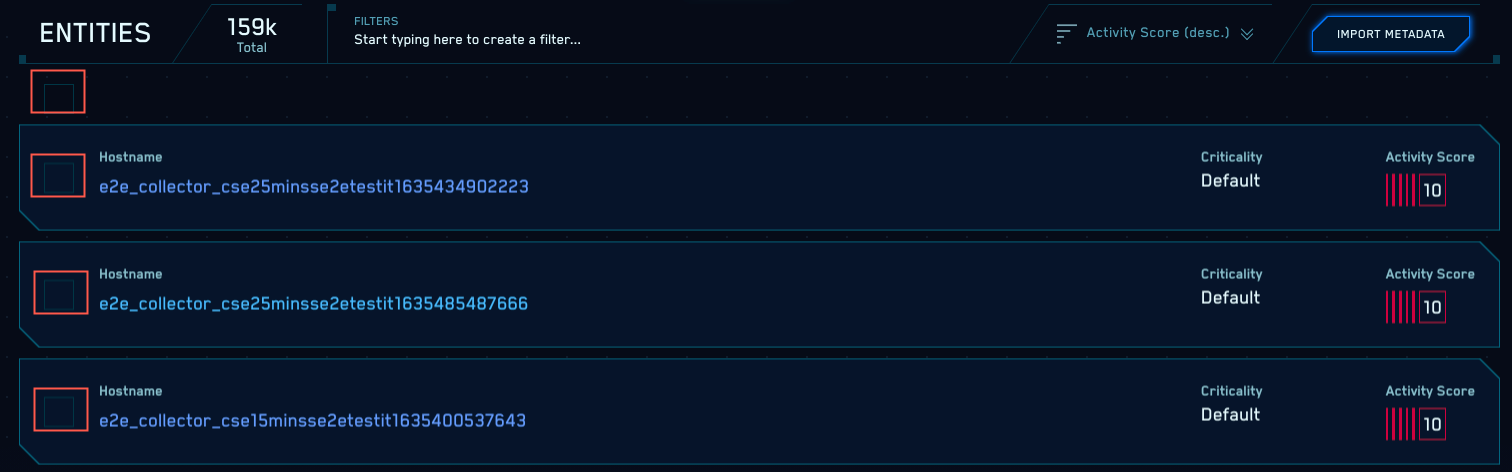 ENTITIES
159k
Total
FILTERS
Start typing here to create a filter...
Activity Score (desc.)
IMPORT METADATA
Hostname
e2e_collector_cse25minsse2etestit1635434902223
Criticality
Default
Activity Score
10
Hostname
e2e_collector_cse25minsse2etestit1635485487666
Criticality
Default
Activity Score
10
Hostname
e2e_collector_cse15minsse2etestit1635400537643
Criticality
Default
Activity Score
10